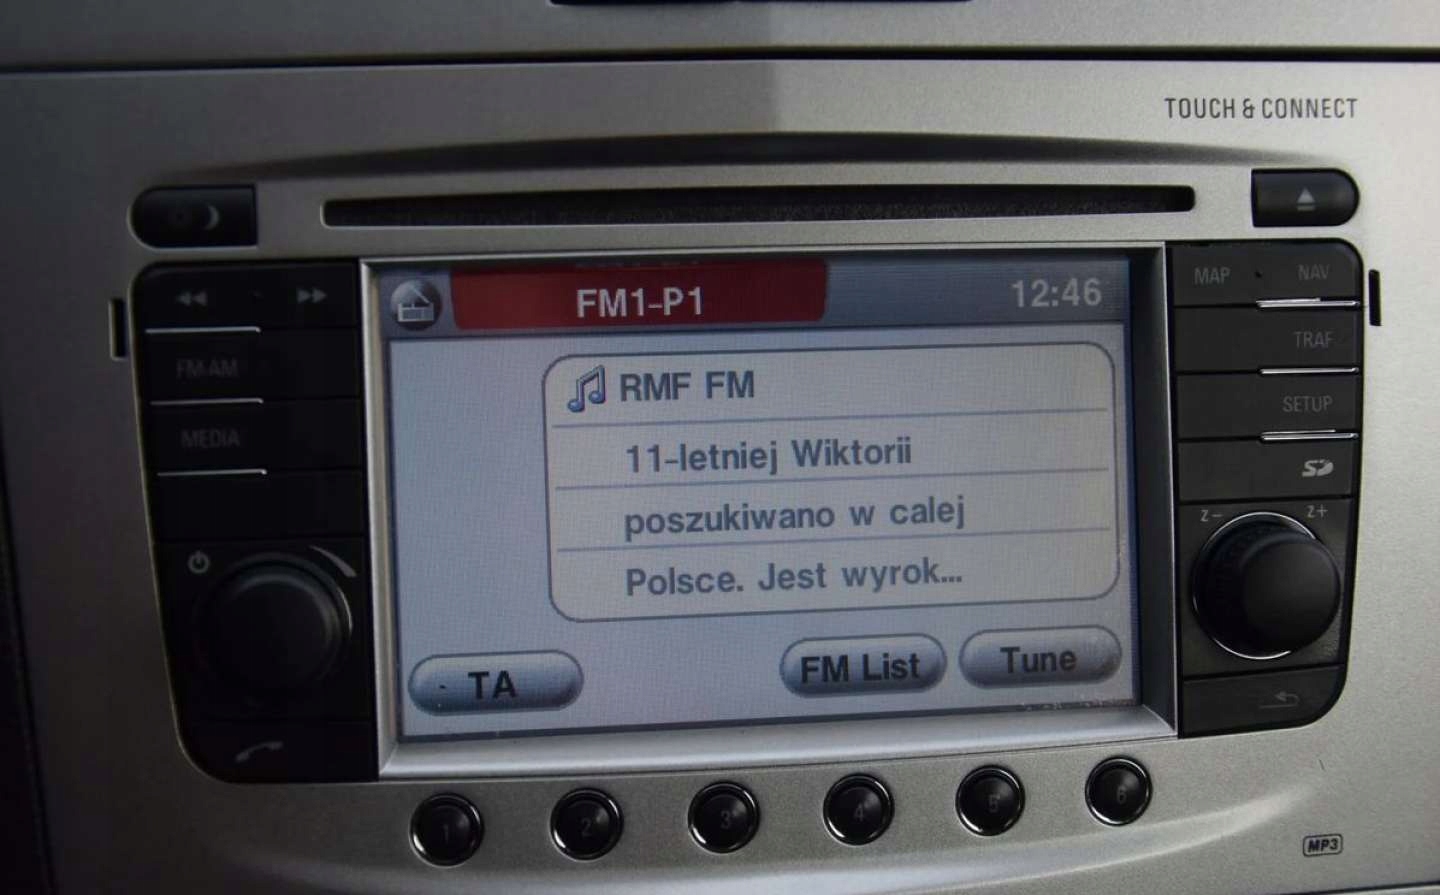 TOUCH & CONNECT
FM1-P1
12:46
MAP
NAV
FM-AM
TRAF
RMF FM
MEDIA
SETUP
11-letniej Wiktorii
poszukiwano w calej
Polsce. Jest wyrok...
z-
z+
TA
FM List
Tune
1
2
3
4
5
6
MP3